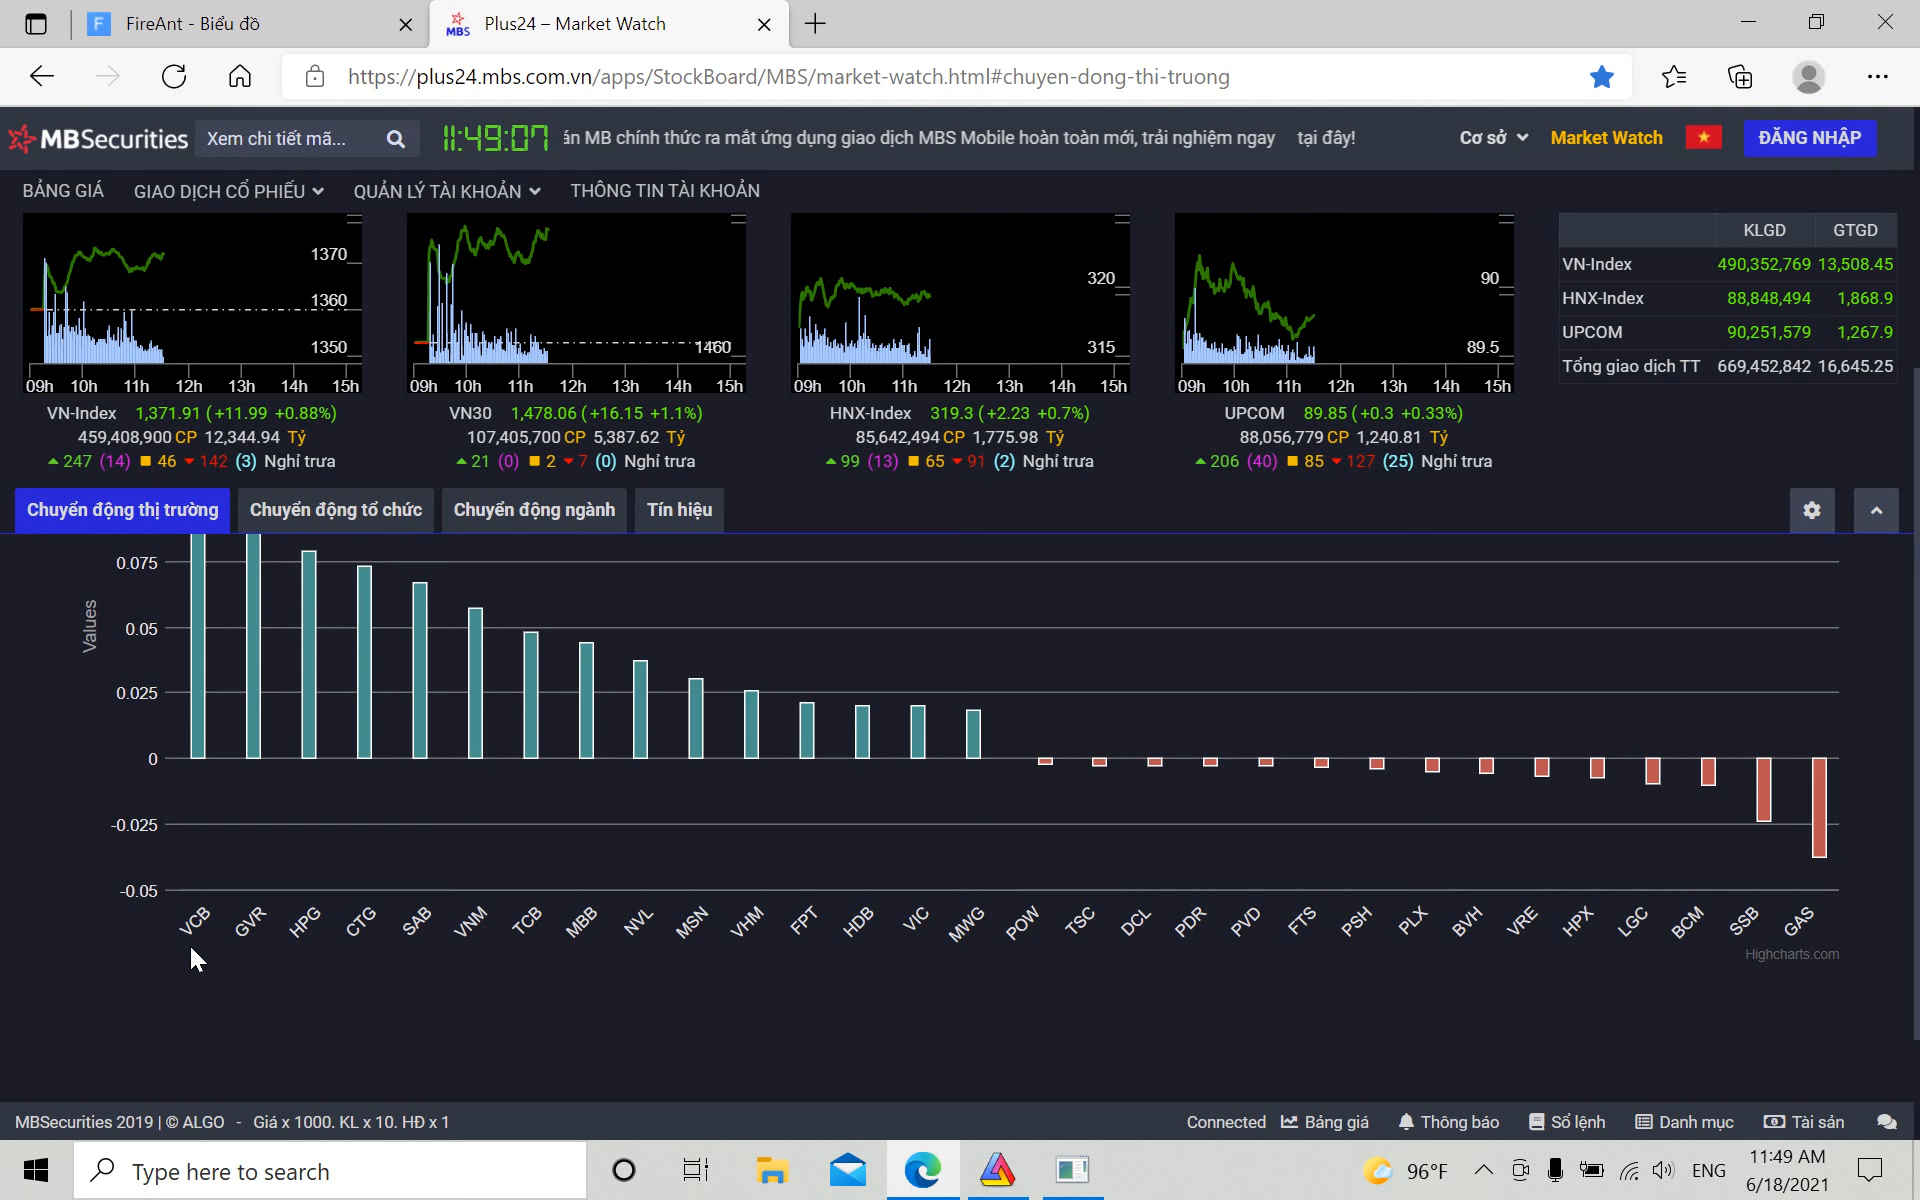 FireAnt - Biểu đồ
MBS Plus24 – Market Watch
https://plus24.mbs.com.vn/apps/StockBoard/MBS/market-watch.html#chuyen-dong-thi-truong
MBSecurities Xem chi tiết mã... 11:49:07 án MB chính thức ra mắt ứng dụng giao dịch MBS Mobile hoàn toàn mới, trải nghiệm ngay tại đây! Cơ sở Market Watch ĐĂNG NHẬP
BẢNG GIÁ GIAO DỊCH CỔ PHIẾU QUẢN LÝ TÀI KHOẢN THÔNG TIN TÀI KHOẢN
1370
1360
1350
09h 10h 11h 12h 13h 14h 15h
VN-Index 1,371.91 (+11.99 +0.88%)
459,408,900 CP 12,344.94 Tỷ
247 (14) 46 142 (3) Nghỉ trưa
1460
09h 10h 11h 12h 13h 14h 15h
VN30 1,478.06 (+16.15 +1.1%)
107,405,700 CP 5,387.62 Tỷ
21 (0) 2 7 (0) Nghỉ trưa
320
315
09h 10h 11h 12h 13h 14h 15h
HNX-Index 319.3 (+2.23 +0.7%)
85,642,494 CP 1,775.98 Tỷ
99 (13) 65 91 (2) Nghỉ trưa
90
89.5
09h 10h 11h 12h 13h 14h 15h
UPCOM 89.85 (+0.3 +0.33%)
88,056,779 CP 1,240.81 Tỷ
206 (40) 85 127 (25) Nghỉ trưa
KLGD GTGD
VN-Index 490,352,769 13,508.45
HNX-Index 88,848,494 1,868.9
UPCOM 90,251,579 1,267.9
Tổng giao dịch TT 669,452,842 16,645.25
Chuyển động thị trường Chuyển động tổ chức Chuyển động ngành Tín hiệu
Values
0.075
0.05
0.025
0
-0.025
-0.05
VCB GVR HPG CTG SAB VNM TCB MBB NVL MSN VHM FPT HDB VIC MWG POW TSC DCL PDR PVD FTS PSH PLX BVH VRE HPX LGC BCM SSB GAS
Highcharts.com
MBSecurities 2019 | © ALGO - Giá x 1000. KL x 10. HĐ x 1 Connected Bảng giá Thông báo Sổ lệnh Danh mục Tài sản
Type here to search 96°F ENG 11:49 AM
6/18/2021